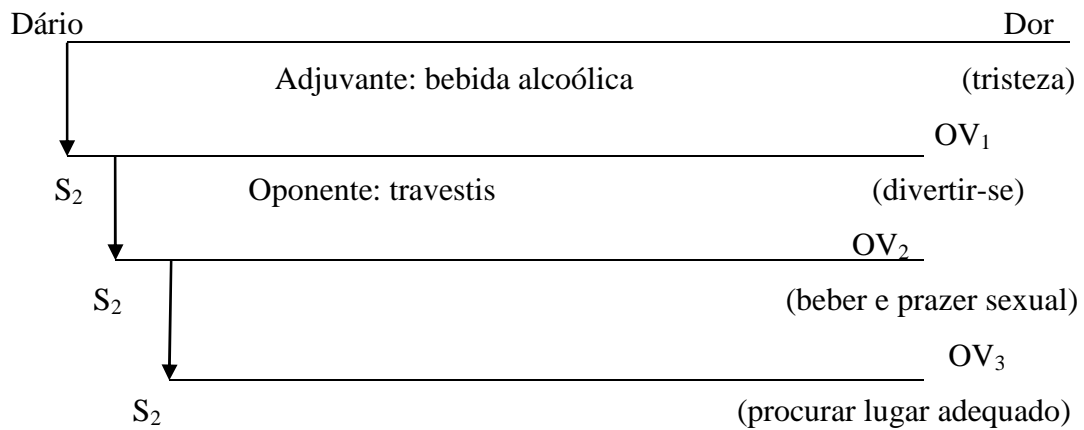 Dário Dor
Adjuvante: bebida alcoólica (tristeza)
OV₁
S₂ Oponente: travestis (divertir-se)
OV₂
S₂ (beber e prazer sexual)
OV₃
S₂ (procurar lugar adequado)